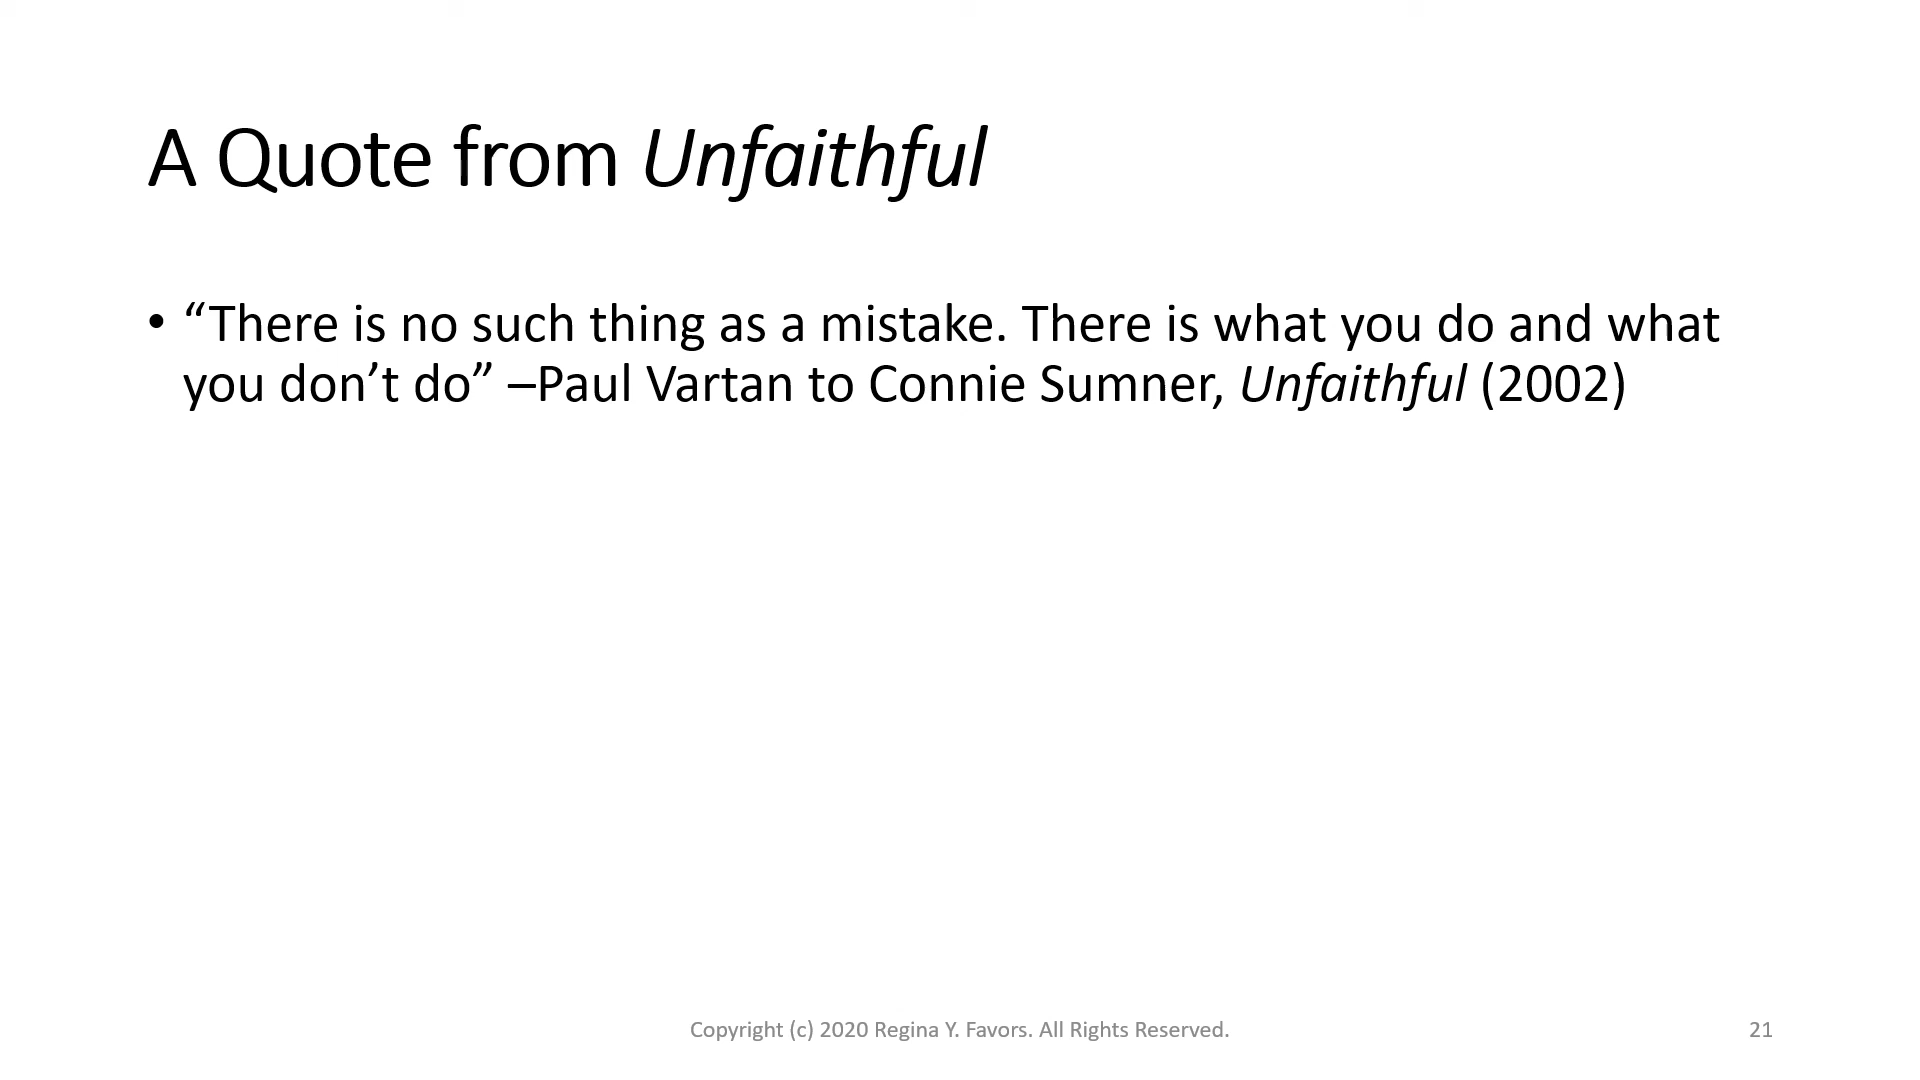 A Quote from Unfaithful
• “There is no such thing as a mistake. There is what you do and what
you don’t do” –Paul Vartan to Connie Sumner, Unfaithful (2002)
Copyright (c) 2020 Regina Y. Favors. All Rights Reserved.
21